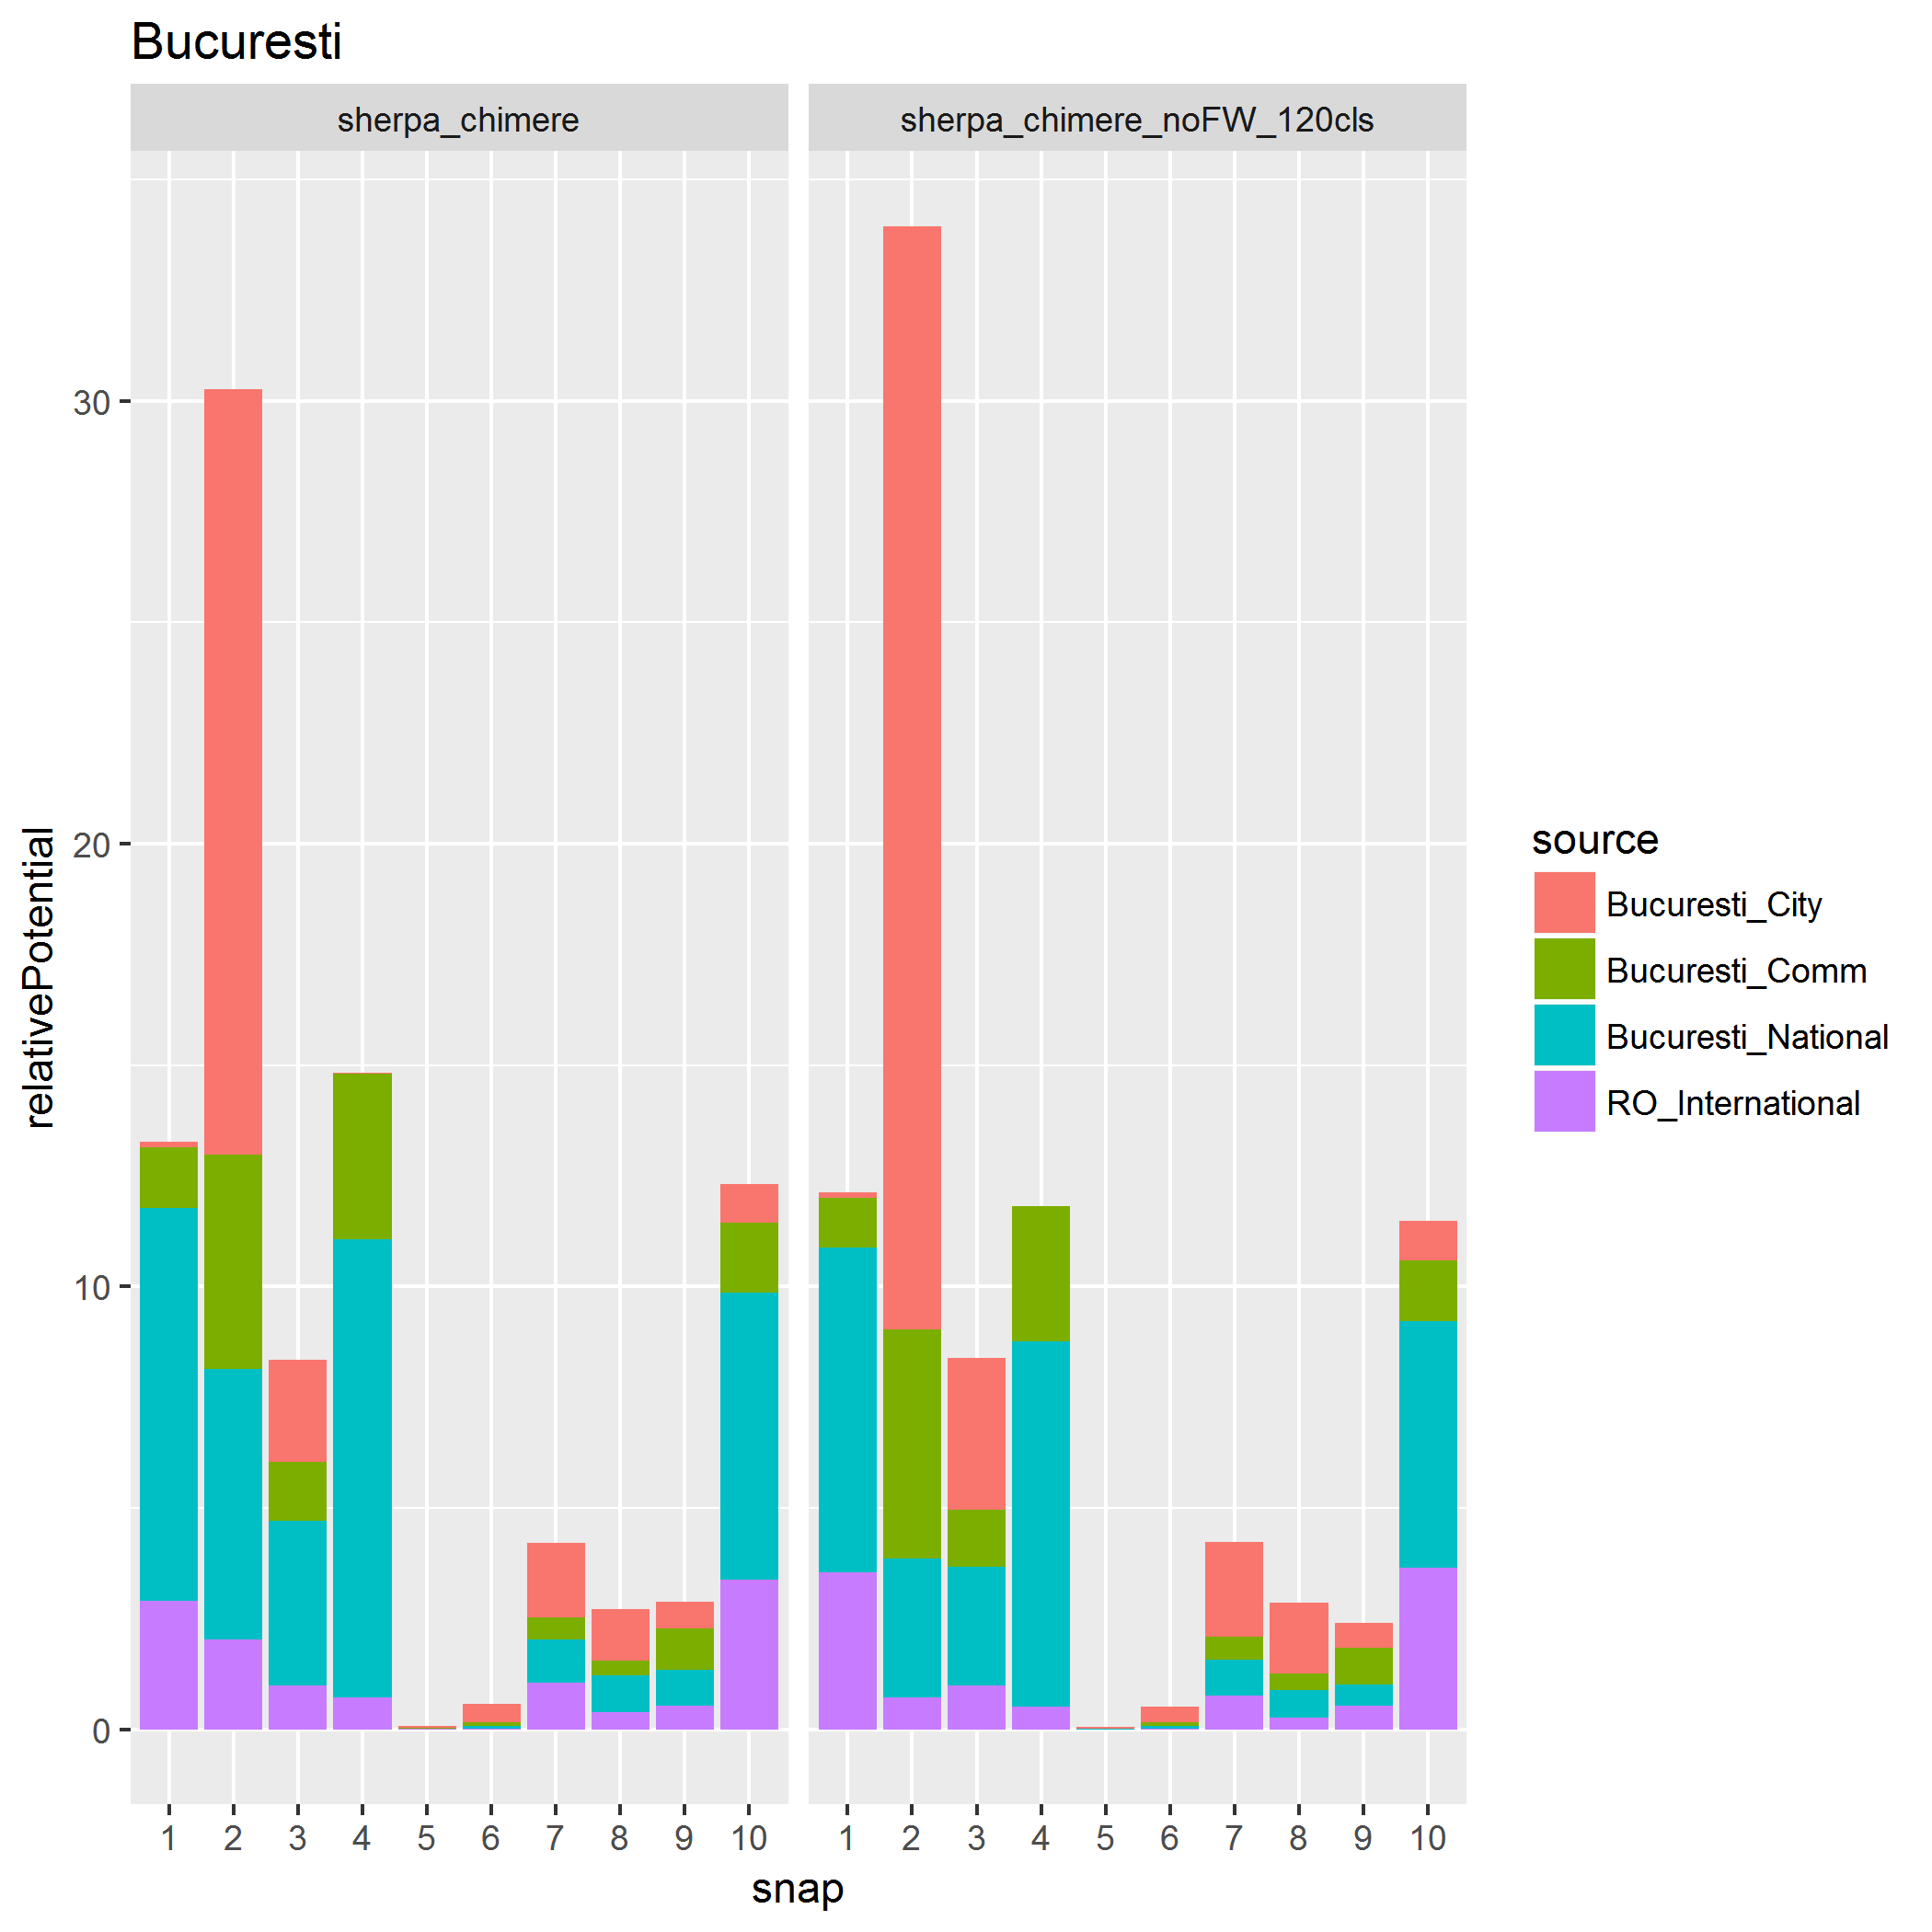 Bucuresti
sherpa_chimere
sherpa_chimere_noFW_120cls
30
20
10
0
relativePotential
1 2 3 4 5 6 7 8 9 10
1 2 3 4 5 6 7 8 9 10
snap
source
Bucuresti_City
Bucuresti_Comm
Bucuresti_National
RO_International